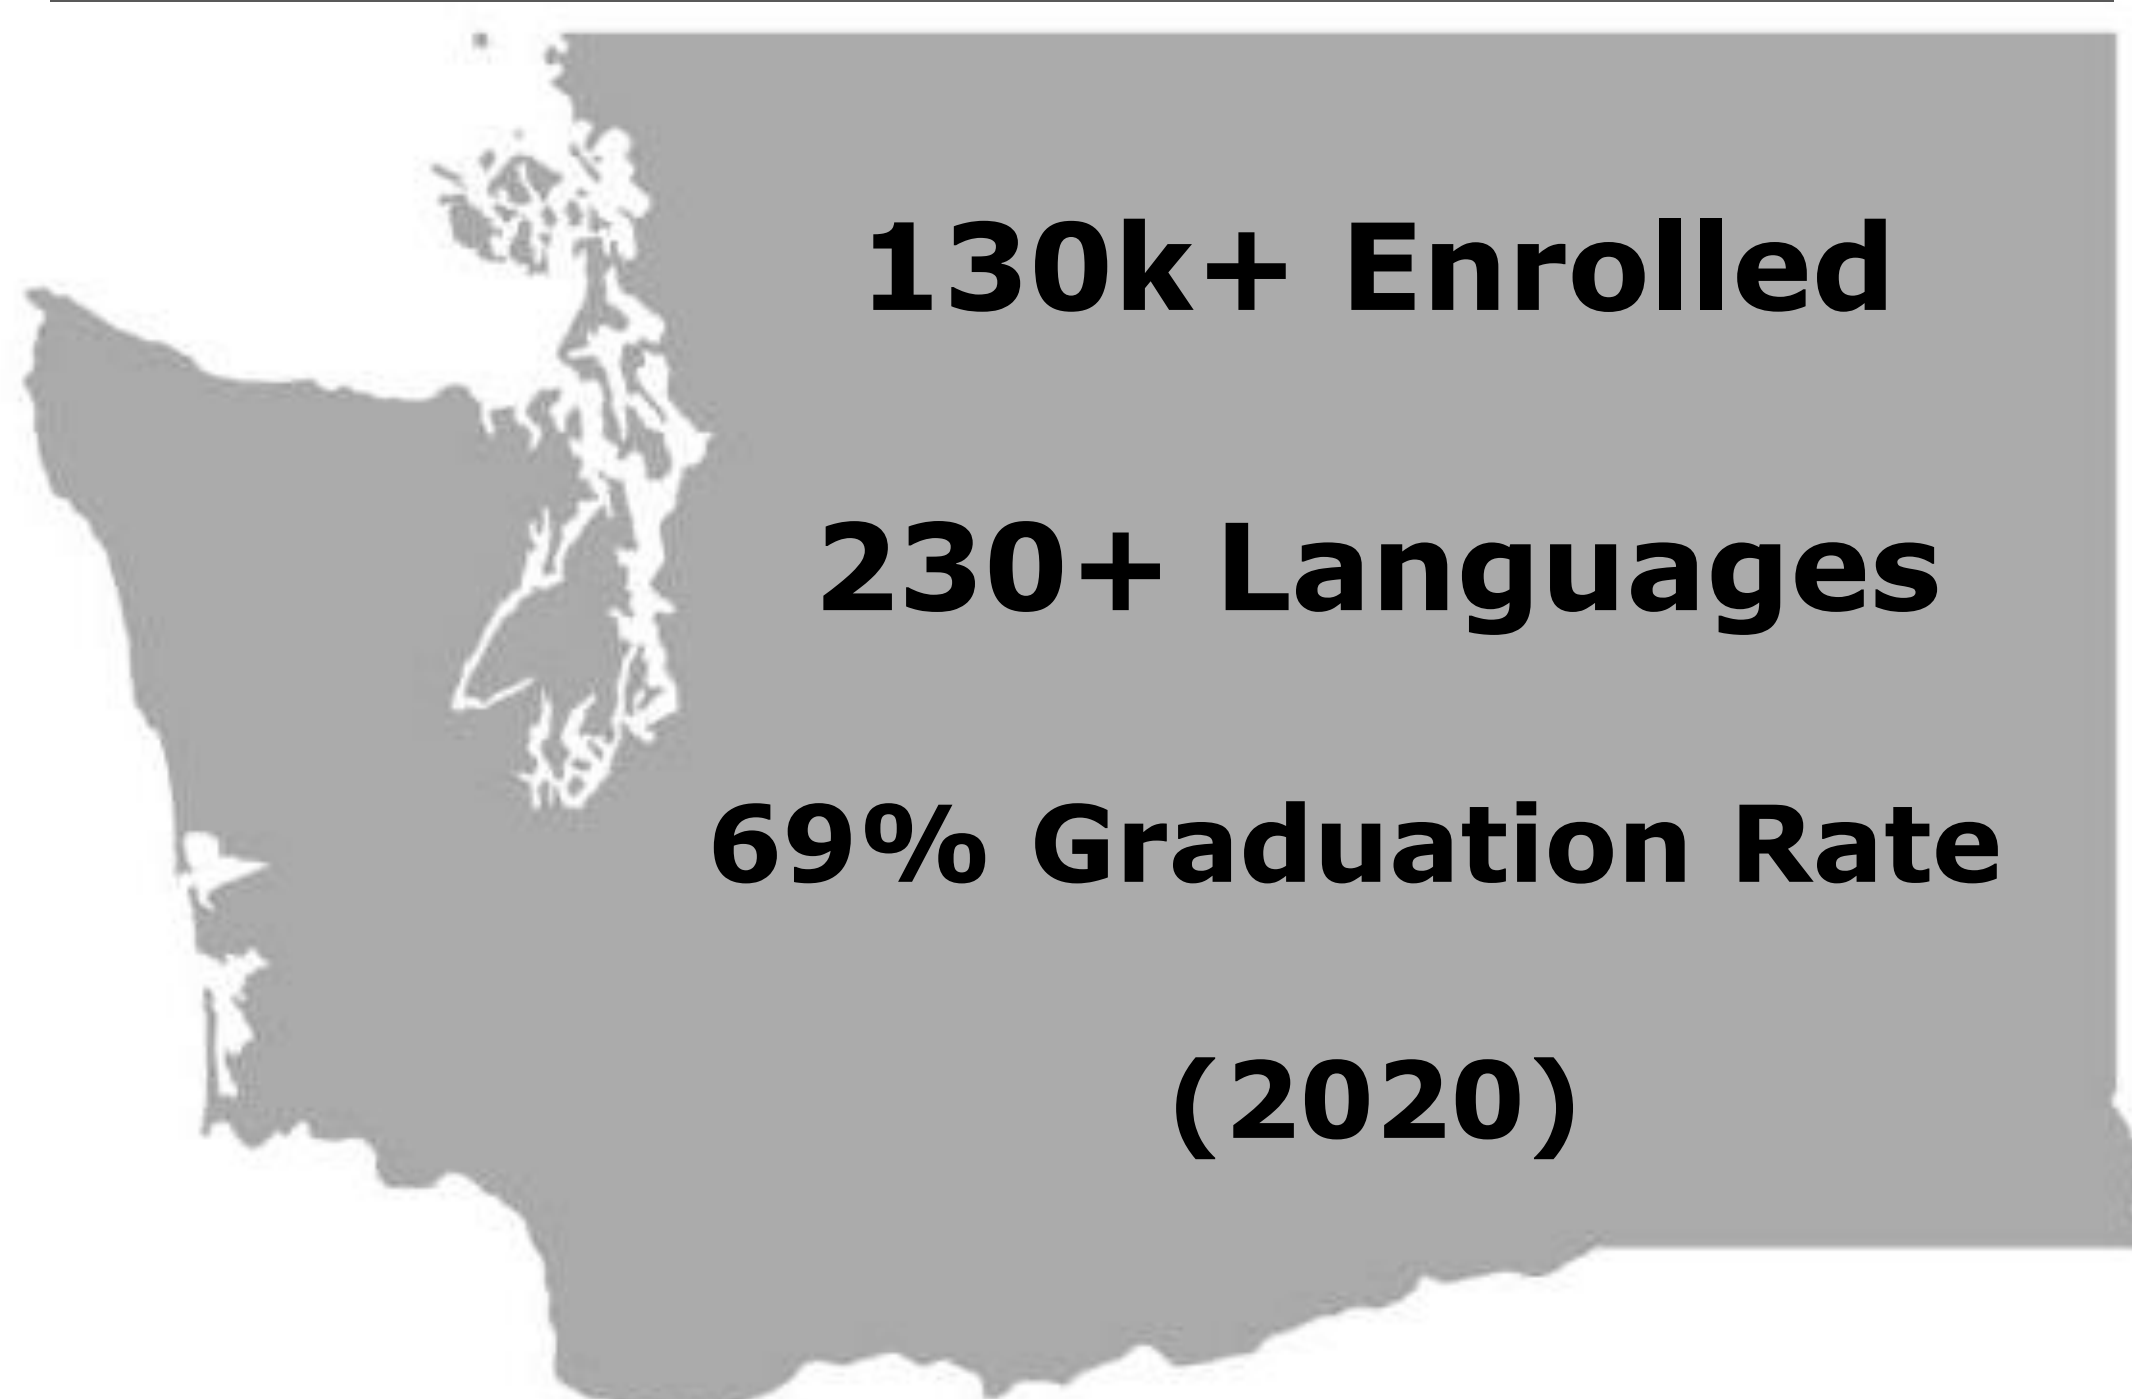 130k+ Enrolled
230+ Languages
69% Graduation Rate
(2020)